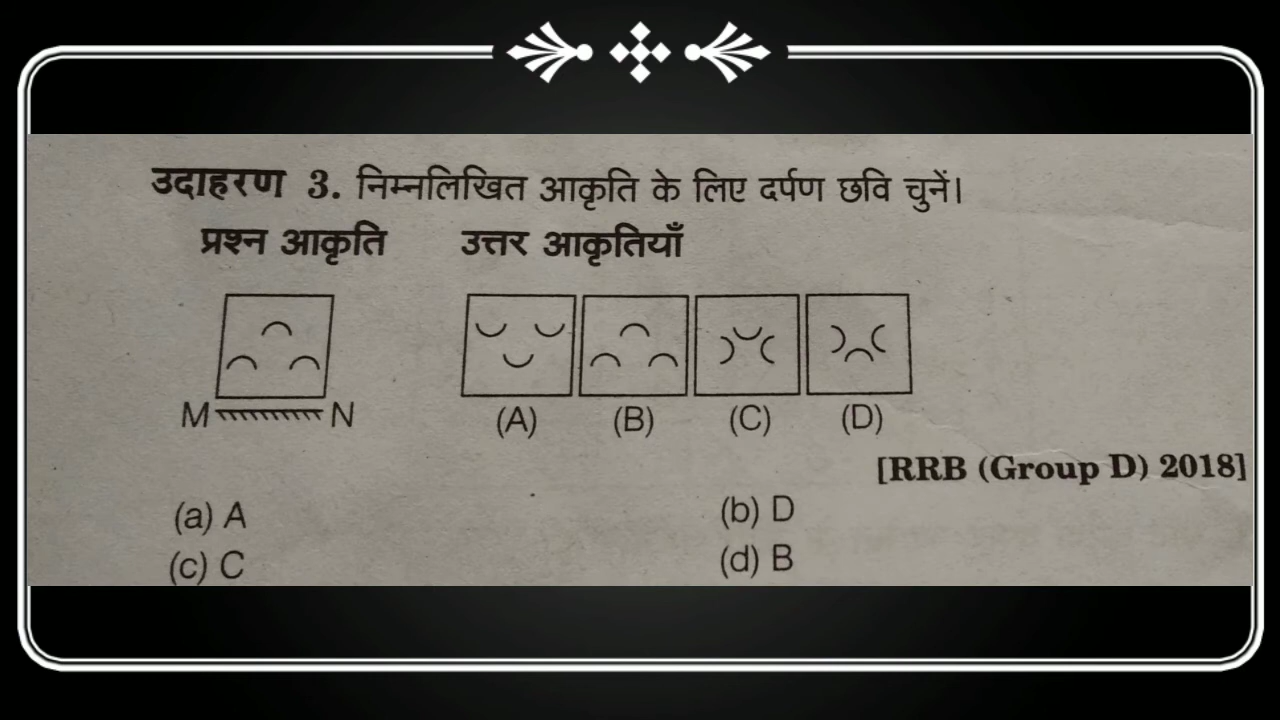 उदाहरण 3. निम्नलिखित आकृति के लिए दर्पण छवि चुनें।
प्रश्न आकृति उत्तर आकृतियाँ
M N (A) (B) (C) (D)
[RRB (Group D) 2018]
(a) A (b) D
(c) C (d) B